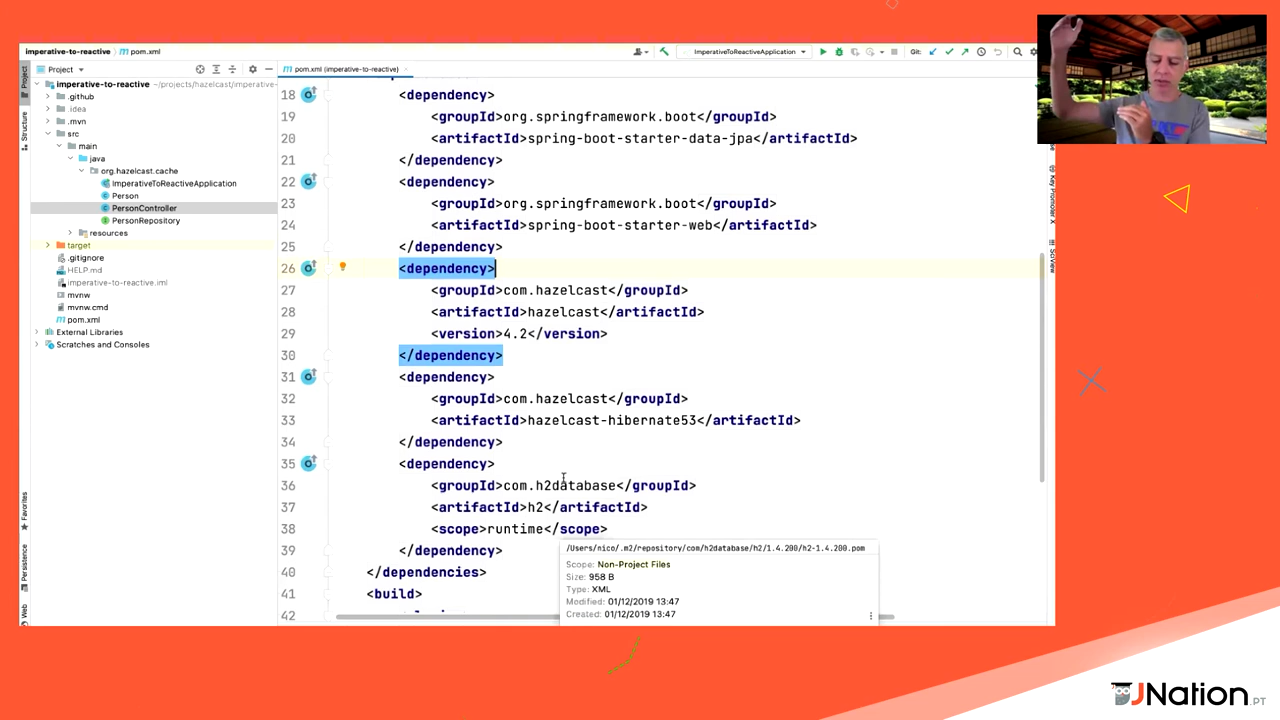 imperative-to-reactive pom.xml
ImperativeToReactiveApplication
Git:
Project
pom.xml (imperative-to-reactive)
imperative-to-reactive ~/projects/hazelcast/imperative-
.github
.idea
.mvn
src
main
java
org.hazelcast.cache
ImperativeToReactiveApplication
Person
PersonController
PersonRepository
resources
target
.gitignore
HELP.md
imperative-to-reactive.iml
mvnw
mvnw.cmd
pom.xml
External Libraries
Scratches and Consoles
Project
Structure
Favorites
Persistence
Web
18 <dependency>
19 <groupId>org.springframework.boot</groupId>
20 <artifactId>spring-boot-starter-data-jpa</artifactId>
21 </dependency>
22 <dependency>
23 <groupId>org.springframework.boot</groupId>
24 <artifactId>spring-boot-starter-web</artifactId>
25 </dependency>
26 <dependency>
27 <groupId>com.hazelcast</groupId>
28 <artifactId>hazelcast</artifactId>
29 <version>4.2</version>
30 </dependency>
31 <dependency>
32 <groupId>com.hazelcast</groupId>
33 <artifactId>hazelcast-hibernate53</artifactId>
34 </dependency>
35 <dependency>
36 <groupId>com.h2database</groupId>
37 <artifactId>h2</artifactId>
38 <scope>runtime</scope>
39 </dependency>
40 </dependencies>
41 <build>
42
/Users/nico/.m2/repository/com/h2database/h2/1.4.200/h2-1.4.200.pom
Scope: Non-Project Files
Size: 958 B
Type: XML
Modified: 01/12/2019 13:47
Created: 01/12/2019 13:47
Key Promoter X
SciView
JNation.PT